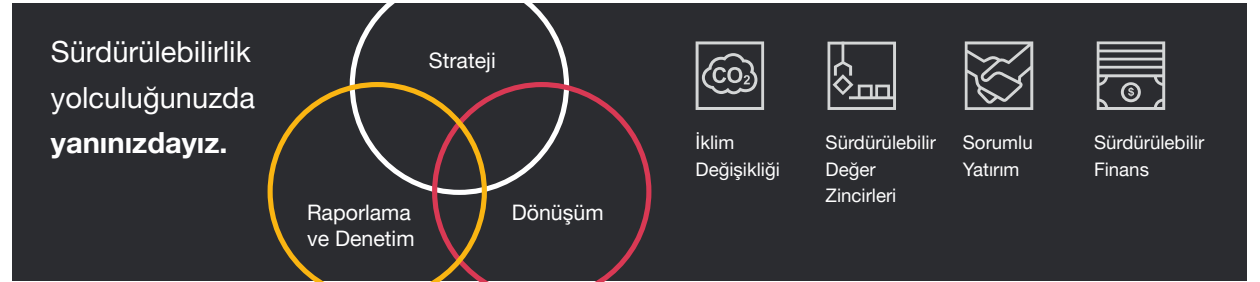 Sürdürülebilirlik
yolculuğunuzda
yanınızdayız.
Strateji
Raporlama
ve Denetim
Dönüşüm
CO2
İklim
Değişikliği
Sürdürülebilir
Değer
Zincirleri
Sorumlu
Yatırım
$
Sürdürülebilir
Finans